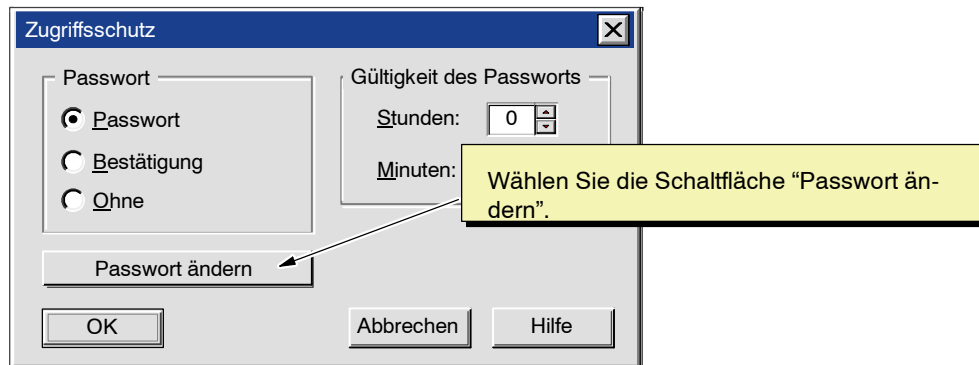 Zugriffsschutz
Passwort
Passwort
Bestätigung
Ohne
Gültigkeit des Passworts
Stunden: 0
Minuten:
Wählen Sie die Schaltfläche “Passwort än-
dern”.
Passwort ändern
OK
Abbrechen
Hilfe